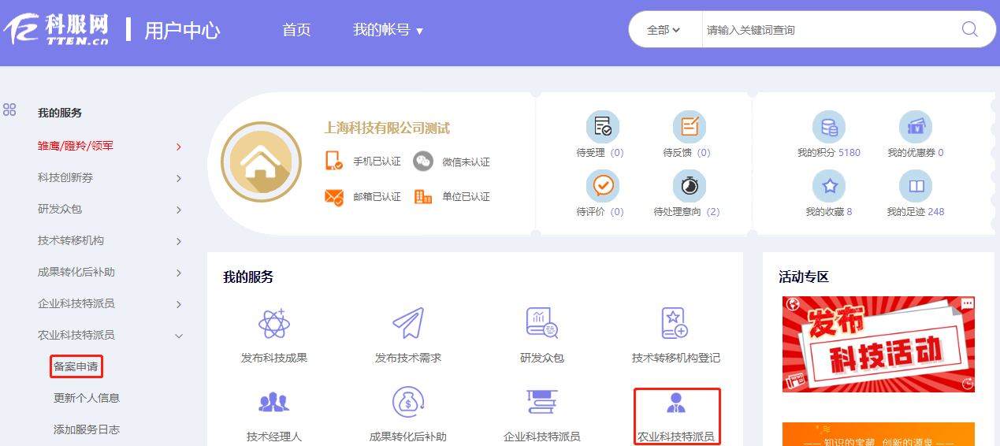 科服网
TTEN.cn
用户中心
首页
我的帐号 ▼
全部
请输入关键词查询
我的服务
雏鹰/瞪羚/领军
科技创新券
研发众包
技术转移机构
成果转化后补助
企业科技特派员
农业科技特派员
备案申请
更新个人信息
添加服务日志
上海科技有限公司测试
手机已认证
微信未认证
邮箱已认证
单位已认证
待受理（0）
待反馈（0）
待评价（0）
待处理意向（2）
我的积分 5180
我的优惠券 0
我的收藏 8
我的足迹 248
我的服务
发布科技成果
发布技术需求
研发众包
技术转移机构登记
技术经理人
成果转化后补助
企业科技特派员
农业科技特派员
活动专区
发布
科技活动
NEWS
—— 知识的宝藏 创新的源泉 ——